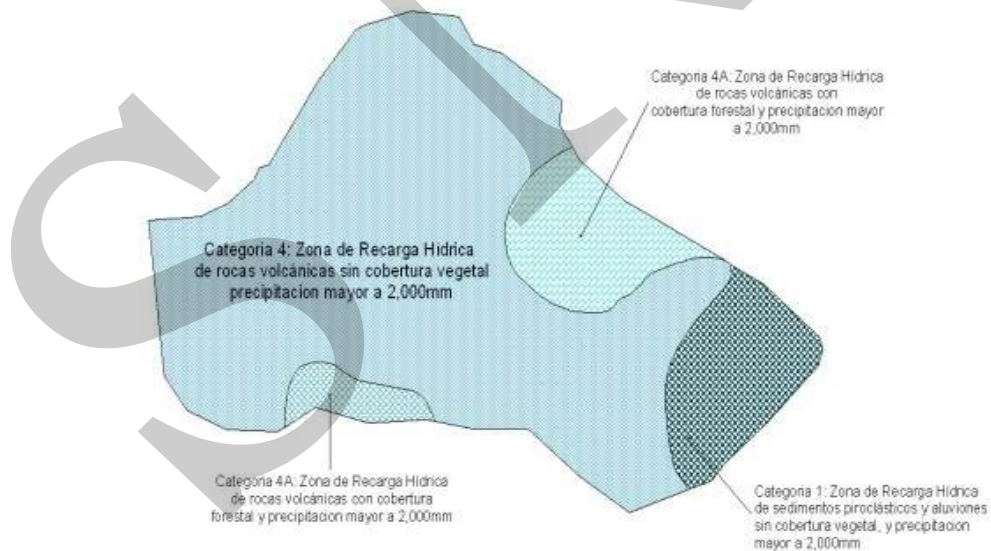 Categoria 4A: Zona de Recarga Hidrica
de rocas volcánicas con
cobertura forestal y precipitacion mayor
a 2,000mm
Categoria 4: Zona de Recarga Hidrica
de rocas volcánicas sin cobertura vegetal
precipitacion mayor a 2,000mm
Categoria 4A: Zona de Recarga Hidrica
de rocas volcánicas con cobertura
forestal y precipitacion mayor a 2,000mm
Categoria 1: Zona de Recarga Hidrica
de sedimentos piroclásticos y aluviones
sin cobertura vegetal, y precipitacion
mayor a 2,000mm